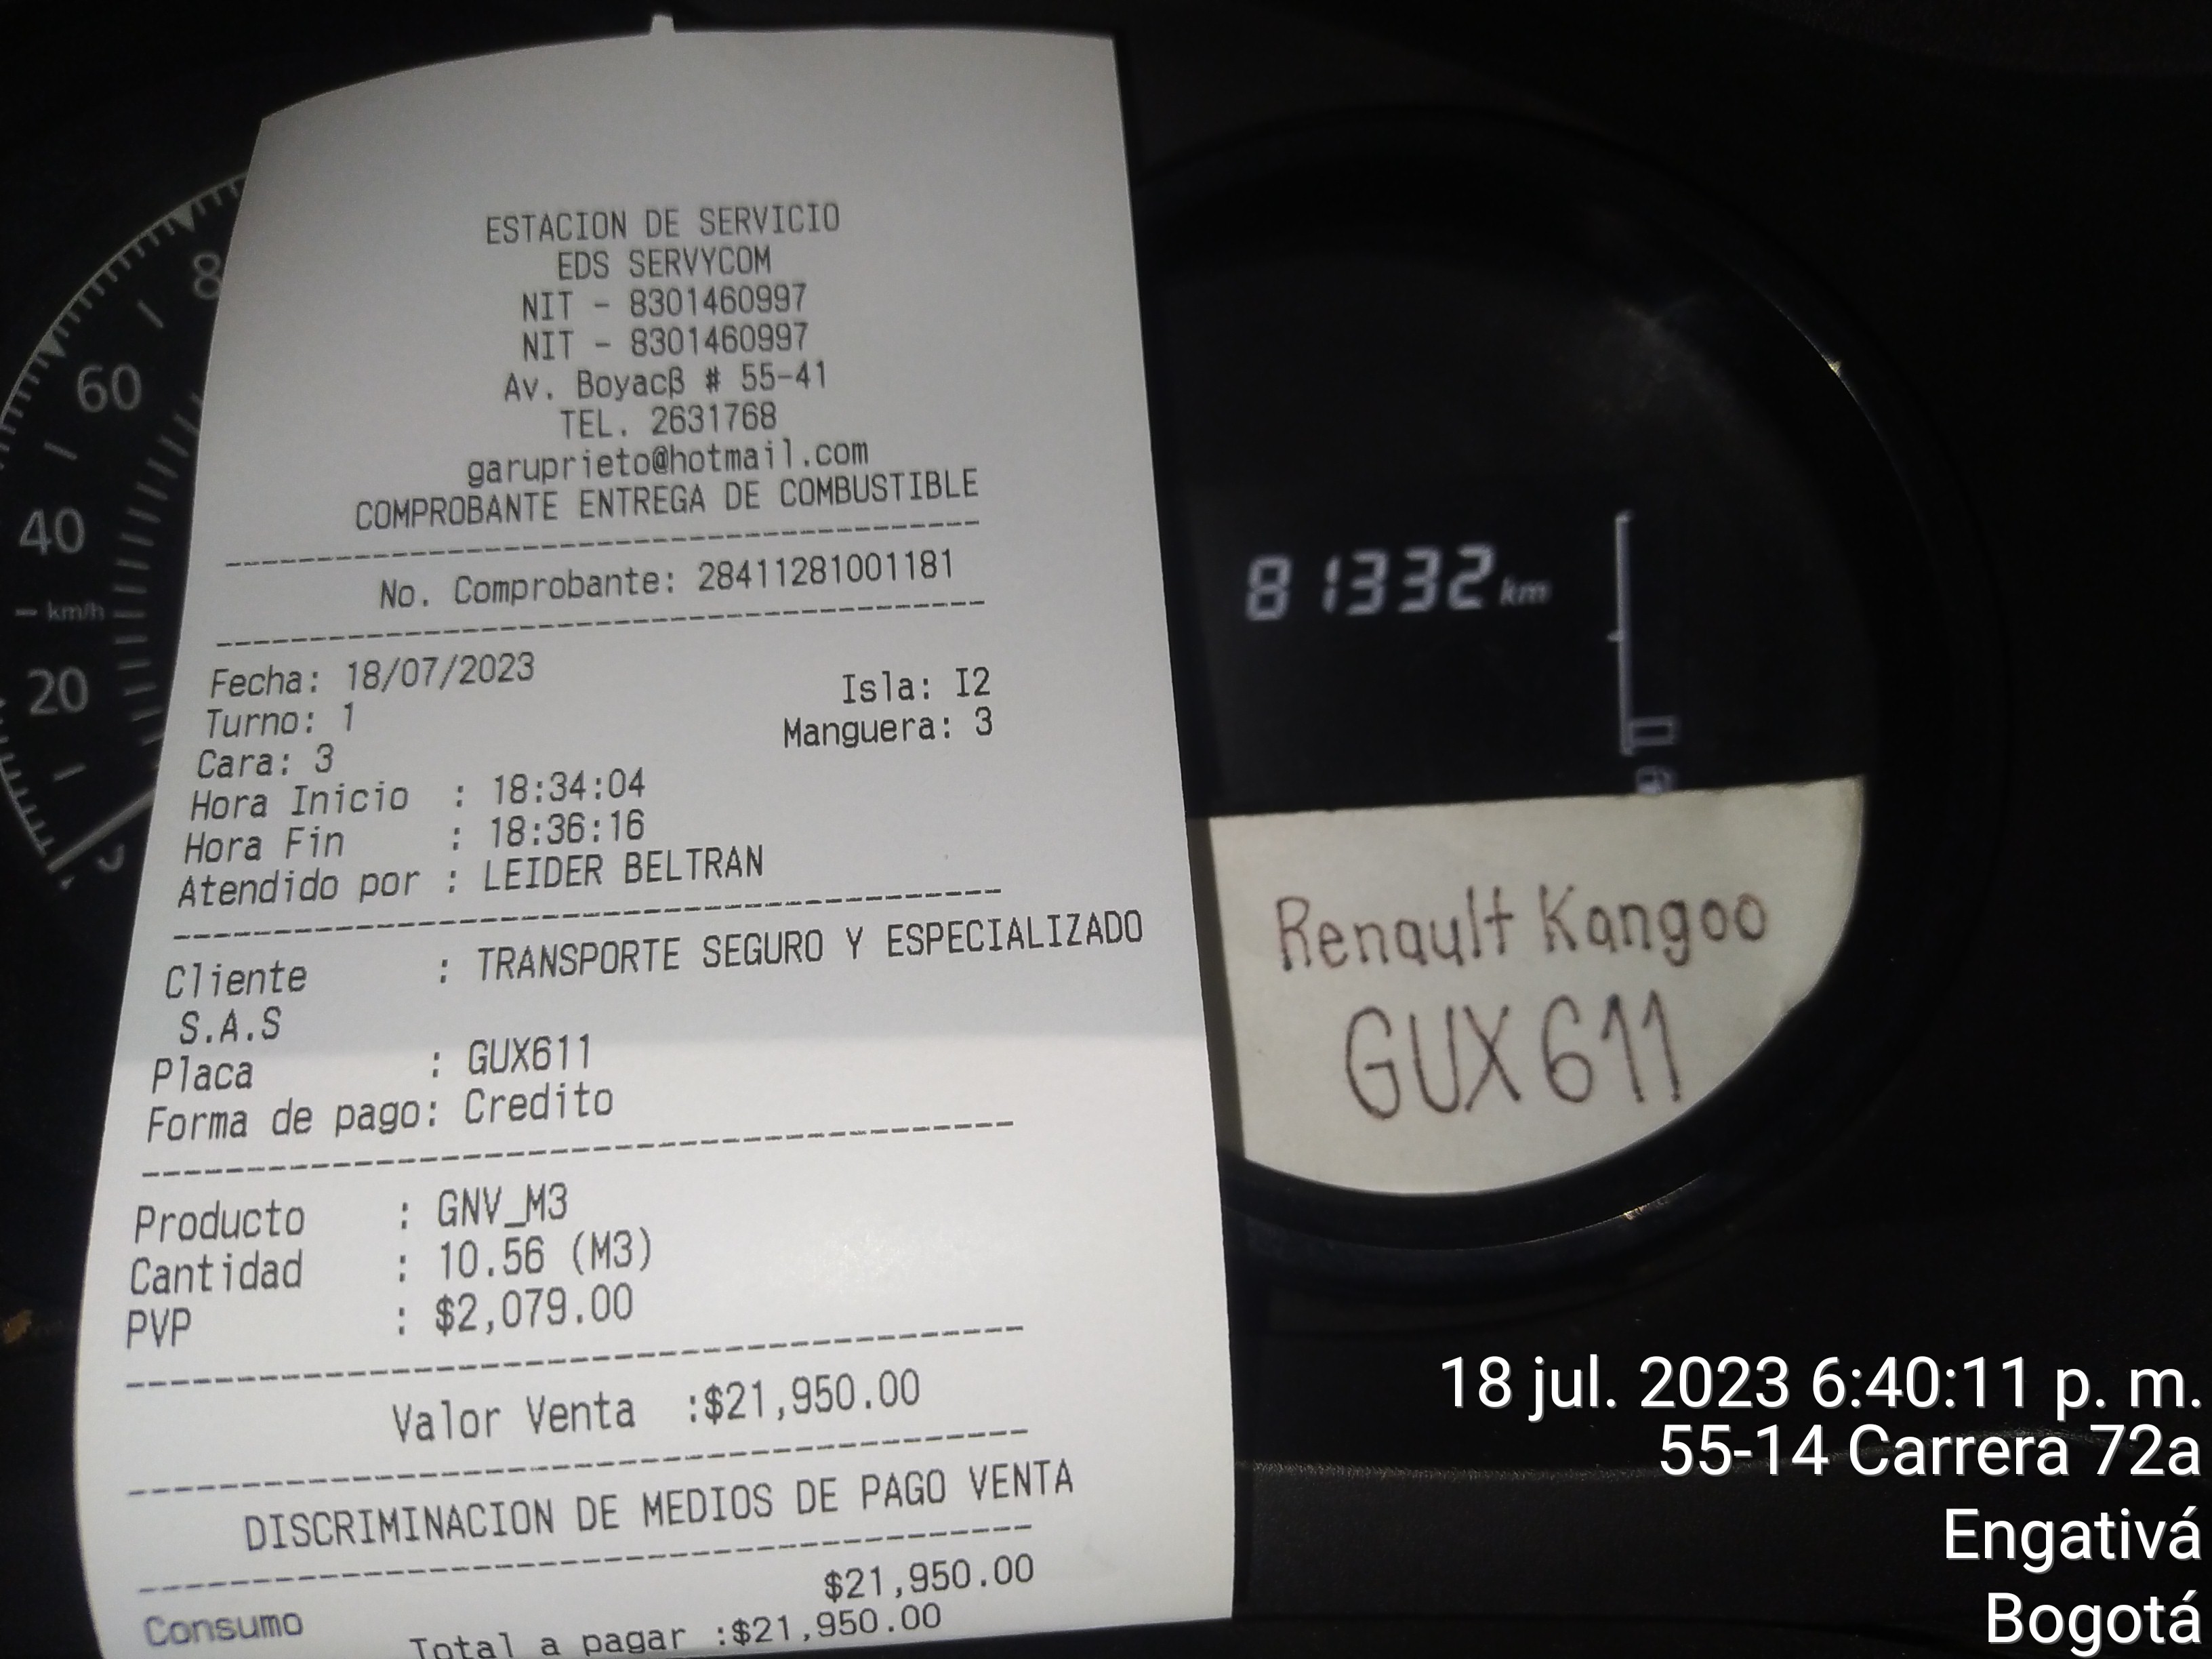 ESTACION DE SERVICIO
EDS SERVYCOM
NIT - 8301460997
NIT - 8301460997
Av. Boyacβ # 55-41
TEL. 2631768
garuprieto@hotmail.com
COMPROBANTE ENTREGA DE COMBUSTIBLE
No. Comprobante: 28411281001181
Fecha: 18/07/2023
Isla: I2
Turno: 1
Manguera: 3
Cara: 3
Hora Inicio : 18:34:04
Hora Fin : 18:36:16
Atendido por : LEIDER BELTRAN
Cliente : TRANSPORTE SEGURO Y ESPECIALIZADO
S.A.S
Placa : GUX611
Forma de pago: Credito
Producto : GNV_M3
Cantidad : 10.56 (M3)
PVP : $2,079.00
Valor Venta :$21,950.00
DISCRIMINACION DE MEDIOS DE PAGO VENTA
$21,950.00
Consumo
Total a pagar :$21,950.00
8
60
40
km/h
20
81332 km
Renault Kangoo
GUX611
18 jul. 2023 6:40:11 p. m.
55-14 Carrera 72a
Engativá
Bogotá